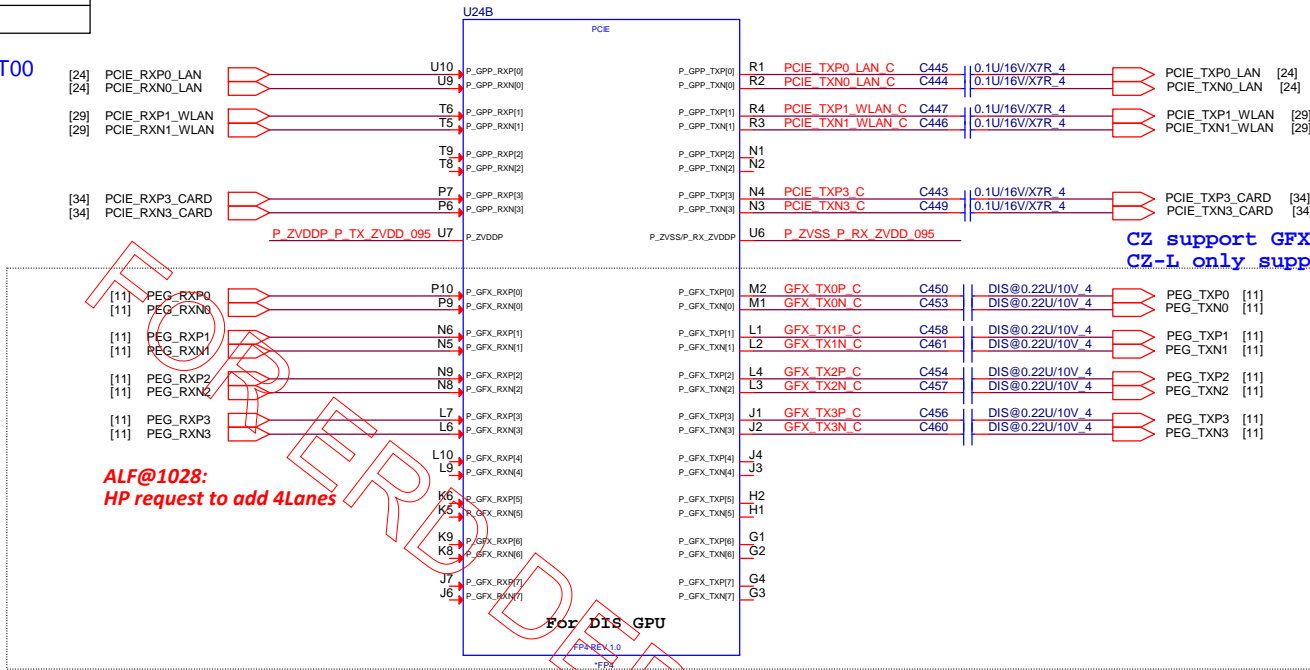 U24B
PCIE
T00
[24] PCIE_RXP0_LAN U10 P_GPP_RXP[0] P_GPP_TXP[0] R1 PCIE_TXP0_LAN_C C445 0.1U/16V/X7R_4 PCIE_TXP0_LAN [24]
[24] PCIE_RXN0_LAN U9 P_GPP_RXN[0] P_GPP_TXN[0] R2 PCIE_TXN0_LAN_C C444 0.1U/16V/X7R_4 PCIE_TXN0_LAN [24]
[29] PCIE_RXP1_WLAN T6 P_GPP_RXP[1] P_GPP_TXP[1] R4 PCIE_TXP1_WLAN_C C447 0.1U/16V/X7R_4 PCIE_TXP1_WLAN [29]
[29] PCIE_RXN1_WLAN T5 P_GPP_RXN[1] P_GPP_TXN[1] R3 PCIE_TXN1_WLAN_C C446 0.1U/16V/X7R_4 PCIE_TXN1_WLAN [29]
T9 P_GPP_RXP[2] P_GPP_TXP[2] N1
T8 P_GPP_RXN[2] P_GPP_TXN[2] N2
[34] PCIE_RXP3_CARD P7 P_GPP_RXP[3] P_GPP_TXP[3] N4 PCIE_TXP3_C C443 0.1U/16V/X7R_4 PCIE_TXP3_CARD [34]
[34] PCIE_RXN3_CARD P6 P_GPP_RXN[3] P_GPP_TXN[3] N3 PCIE_TXN3_C C449 0.1U/16V/X7R_4 PCIE_TXN3_CARD [34
P_ZVDDP_P_TX_ZVDD_095 U7 P_ZVDDP P_ZVSS/P_RX_ZVDDP U6 P_ZVSS_P_RX_ZVDD_095
CZ support GFX
CZ-L only supp
[11] PEG_RXP0 P10 P_GFX_RXP[0] P_GFX_TXP[0] M2 GFX_TX0P_C C450 DIS@0.22U/10V_4 PEG_TXP0 [11]
[11] PEG_RXN0 P9 P_GFX_RXN[0] P_GFX_TXN[0] M1 GFX_TX0N_C C453 DIS@0.22U/10V_4 PEG_TXN0 [11]
[11] PEG_RXP1 N6 P_GFX_RXP[1] P_GFX_TXP[1] L1 GFX_TX1P_C C458 DIS@0.22U/10V_4 PEG_TXP1 [11]
[11] PEG_RXN1 N5 P_GFX_RXN[1] P_GFX_TXN[1] L2 GFX_TX1N_C C461 DIS@0.22U/10V_4 PEG_TXN1 [11]
[11] PEG_RXP2 N9 P_GFX_RXP[2] P_GFX_TXP[2] L4 GFX_TX2P_C C454 DIS@0.22U/10V_4 PEG_TXP2 [11]
[11] PEG_RXN2 N8 P_GFX_RXN[2] P_GFX_TXN[2] L3 GFX_TX2N_C C457 DIS@0.22U/10V_4 PEG_TXN2 [11]
[11] PEG_RXP3 L7 P_GFX_RXP[3] P_GFX_TXP[3] J1 GFX_TX3P_C C456 DIS@0.22U/10V_4 PEG_TXP3 [11]
[11] PEG_RXN3 L6 P_GFX_RXN[3] P_GFX_TXN[3] J2 GFX_TX3N_C C460 DIS@0.22U/10V_4 PEG_TXN3 [11]
L10 P_GFX_RXP[4] P_GFX_TXP[4] J4
L9 P_GFX_RXN[4] P_GFX_TXN[4] J3
ALF@1028:
HP request to add 4Lanes
K6 P_GFX_RXP[5] P_GFX_TXP[5] H2
K5 P_GFX_RXN[5] P_GFX_TXN[5] H1
K9 P_GFX_RXP[6] P_GFX_TXP[6] G1
K8 P_GFX_RXN[6] P_GFX_TXN[6] G2
J7 P_GFX_RXP[7] P_GFX_TXP[7] G4
J6 P_GFX_RXN[7] P_GFX_TXN[7] G3
For DIS GPU
FP4 REV 1.0
*FP4